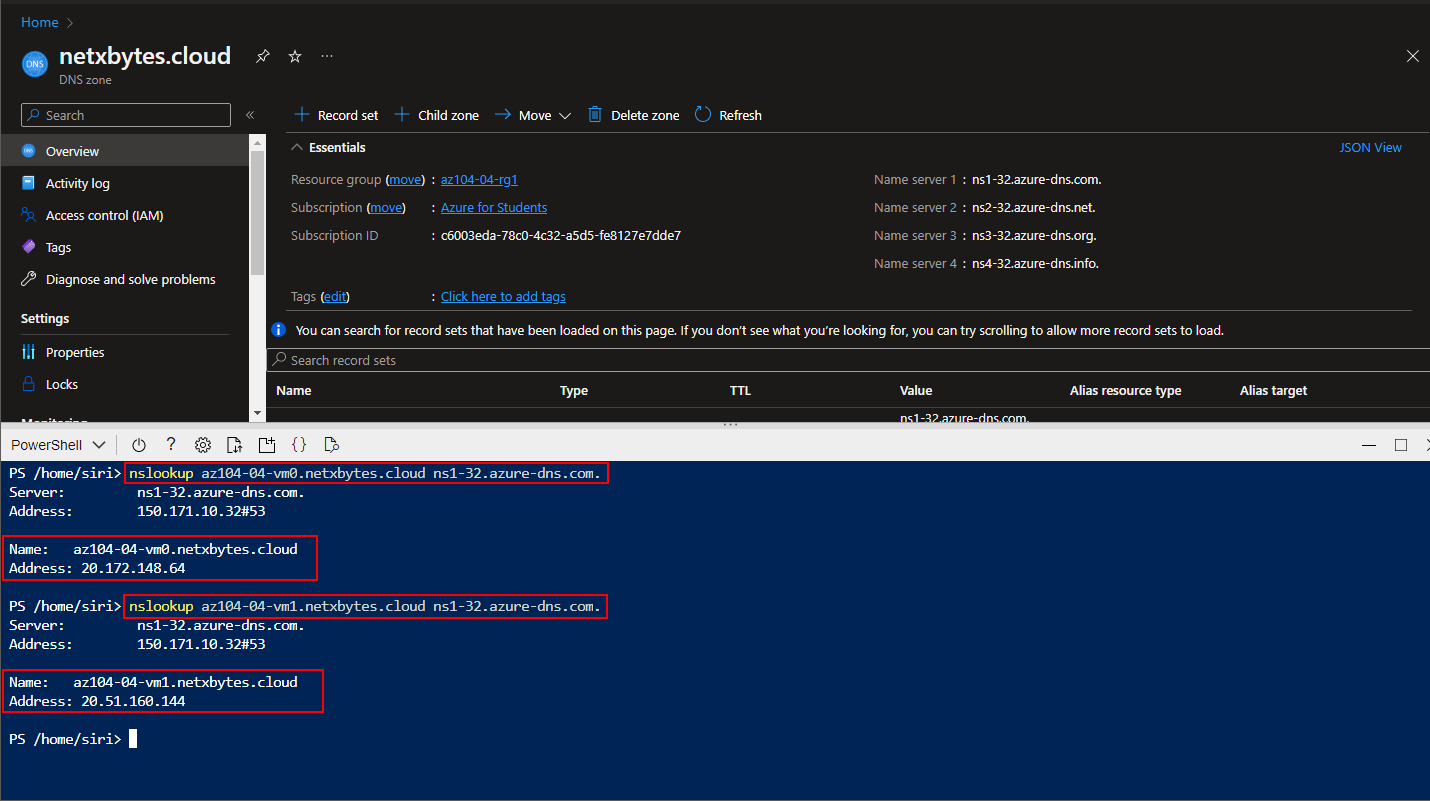 Home
netxbytes.cloud
DNS
DNS zone
Search
Overview
Activity log
Access control (IAM)
Tags
Diagnose and solve problems
Settings
Properties
Locks
Monitoring
Record set Child zone Move Delete zone Refresh
Essentials JSON View
Resource group (move) : az104-04-rg1
Subscription (move) : Azure for Students
Subscription ID : c6003eda-78c0-4c32-a5d5-fe8127e7dde7
Tags (edit) : Click here to add tags
Name server 1 : ns1-32.azure-dns.com.
Name server 2 : ns2-32.azure-dns.net.
Name server 3 : ns3-32.azure-dns.org.
Name server 4 : ns4-32.azure-dns.info.
You can search for record sets that have been loaded on this page. If you don't see what you're looking for, you can try scrolling to allow more record sets to load.
Search record sets
Name Type TTL Value Alias resource type Alias target
ns1-32.azure-dns.com.
PowerShell
PS /home/siri> nslookup az104-04-vm0.netxbytes.cloud ns1-32.azure-dns.com.
Server: ns1-32.azure-dns.com.
Address: 150.171.10.32#53
Name: az104-04-vm0.netxbytes.cloud
Address: 20.172.148.64
PS /home/siri> nslookup az104-04-vm1.netxbytes.cloud ns1-32.azure-dns.com.
Server: ns1-32.azure-dns.com.
Address: 150.171.10.32#53
Name: az104-04-vm1.netxbytes.cloud
Address: 20.51.160.144
PS /home/siri>